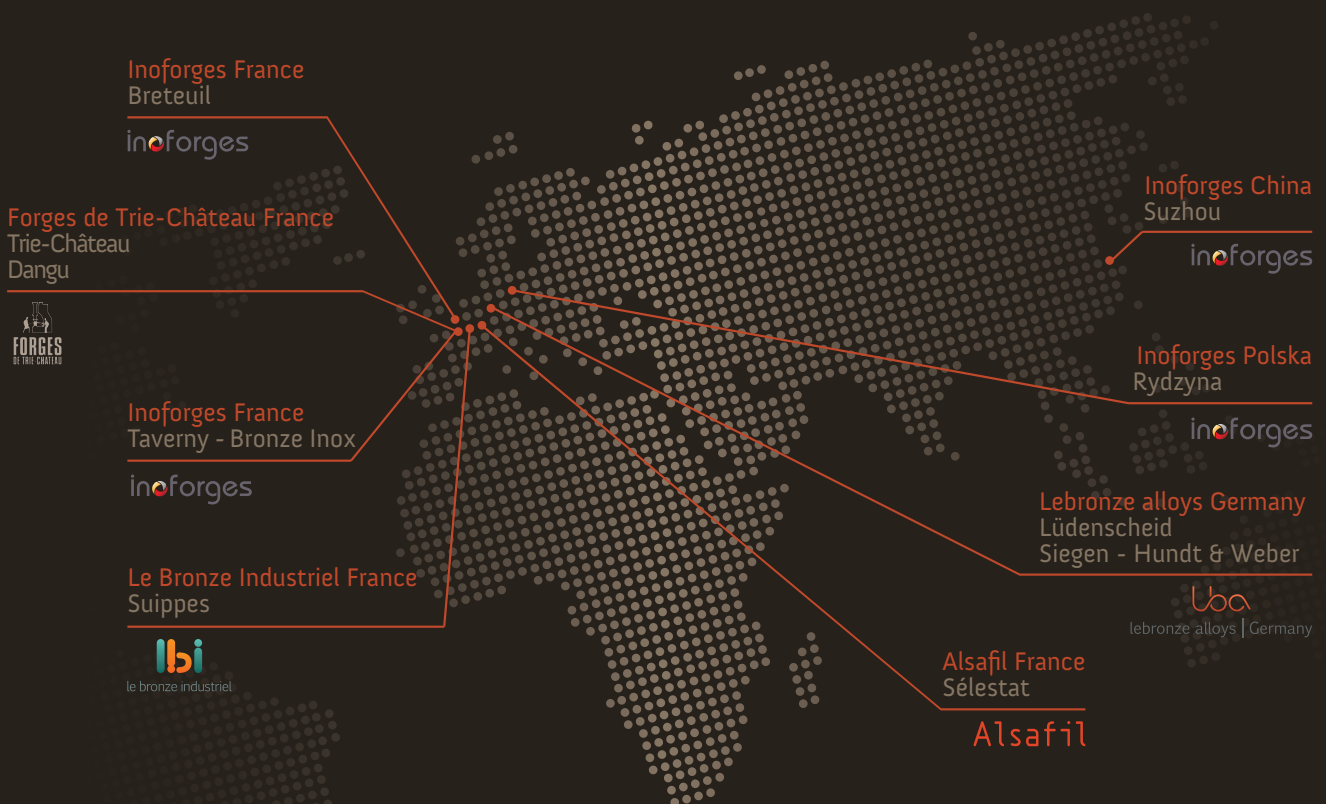 Inoforges France
Breteuil
inoforges
Forges de Trie-Château France
Trie-Château
Dangu
FORGES
DE TRIE-CHATEAU
Inoforges France
Taverny - Bronze Inox
inoforges
Le Bronze Industriel France
Suippes
lbi
le bronze industriel
Inoforges China
Suzhou
inoforges
Inoforges Polska
Rydzyna
inoforges
Lebronze alloys Germany
Lüdenscheid
Siegen - Hundt & Weber
lba
lebronze alloys | Germany
Alsafil France
Sélestat
Alsafil